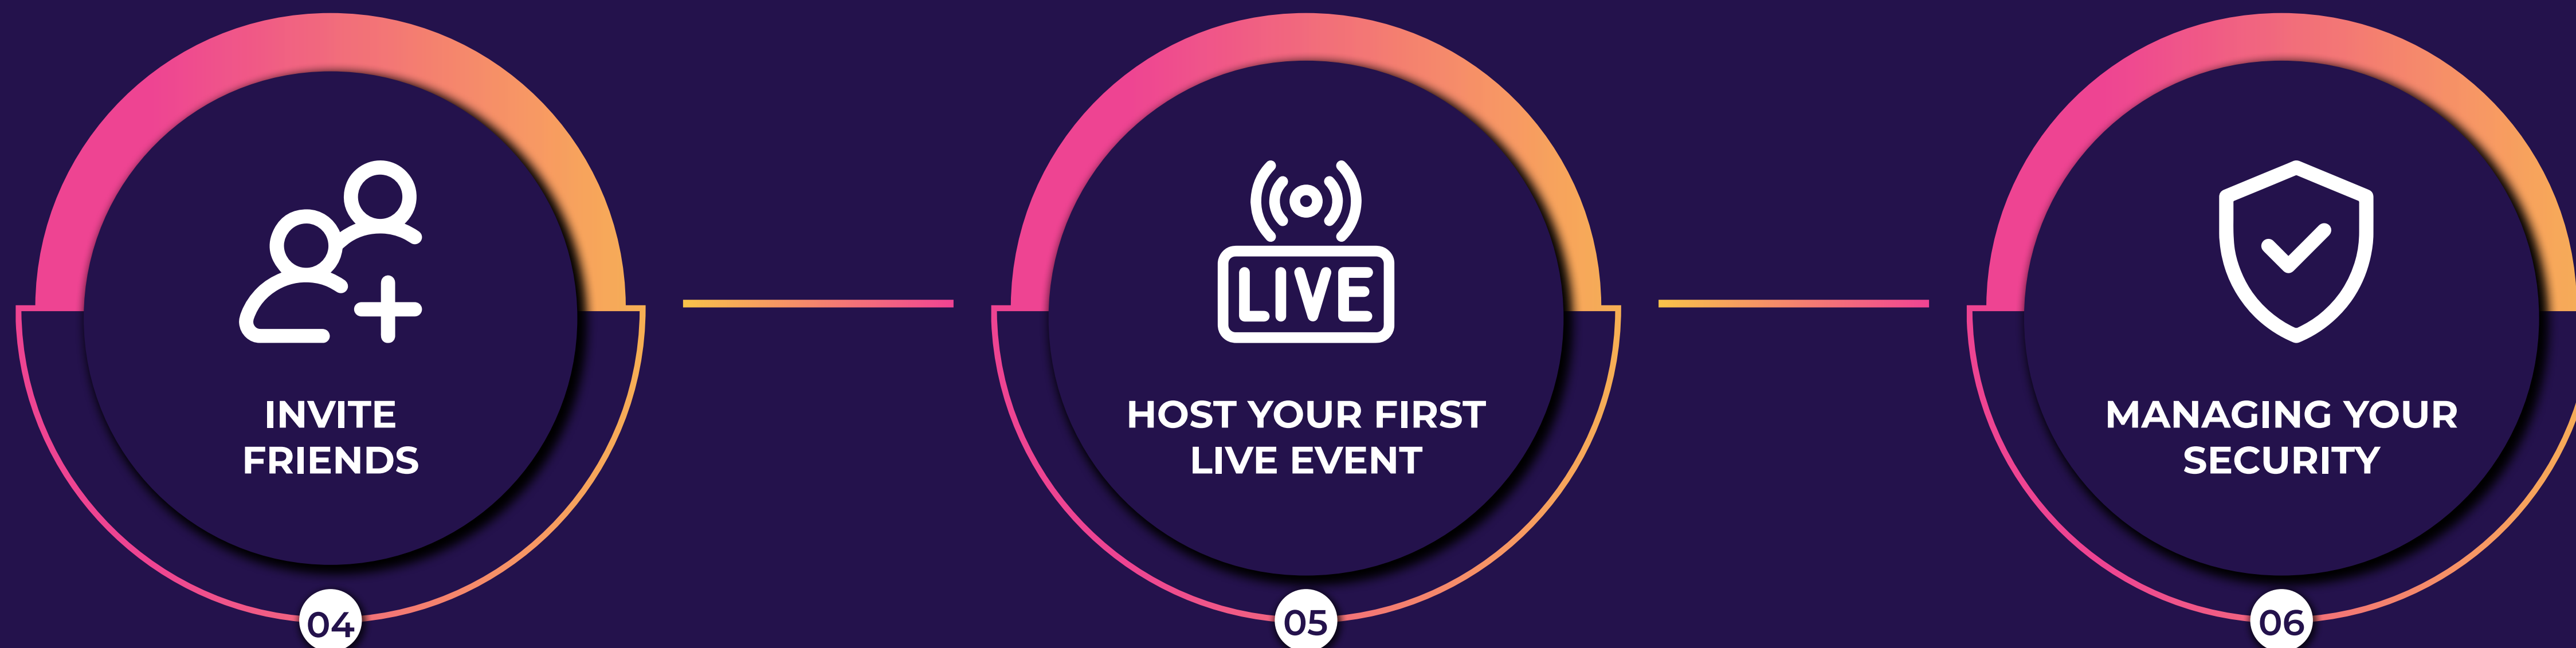 LIVE
INVITE
FRIENDS
04
HOST YOUR FIRST
LIVE EVENT
05
MANAGING YOUR
SECURITY
06